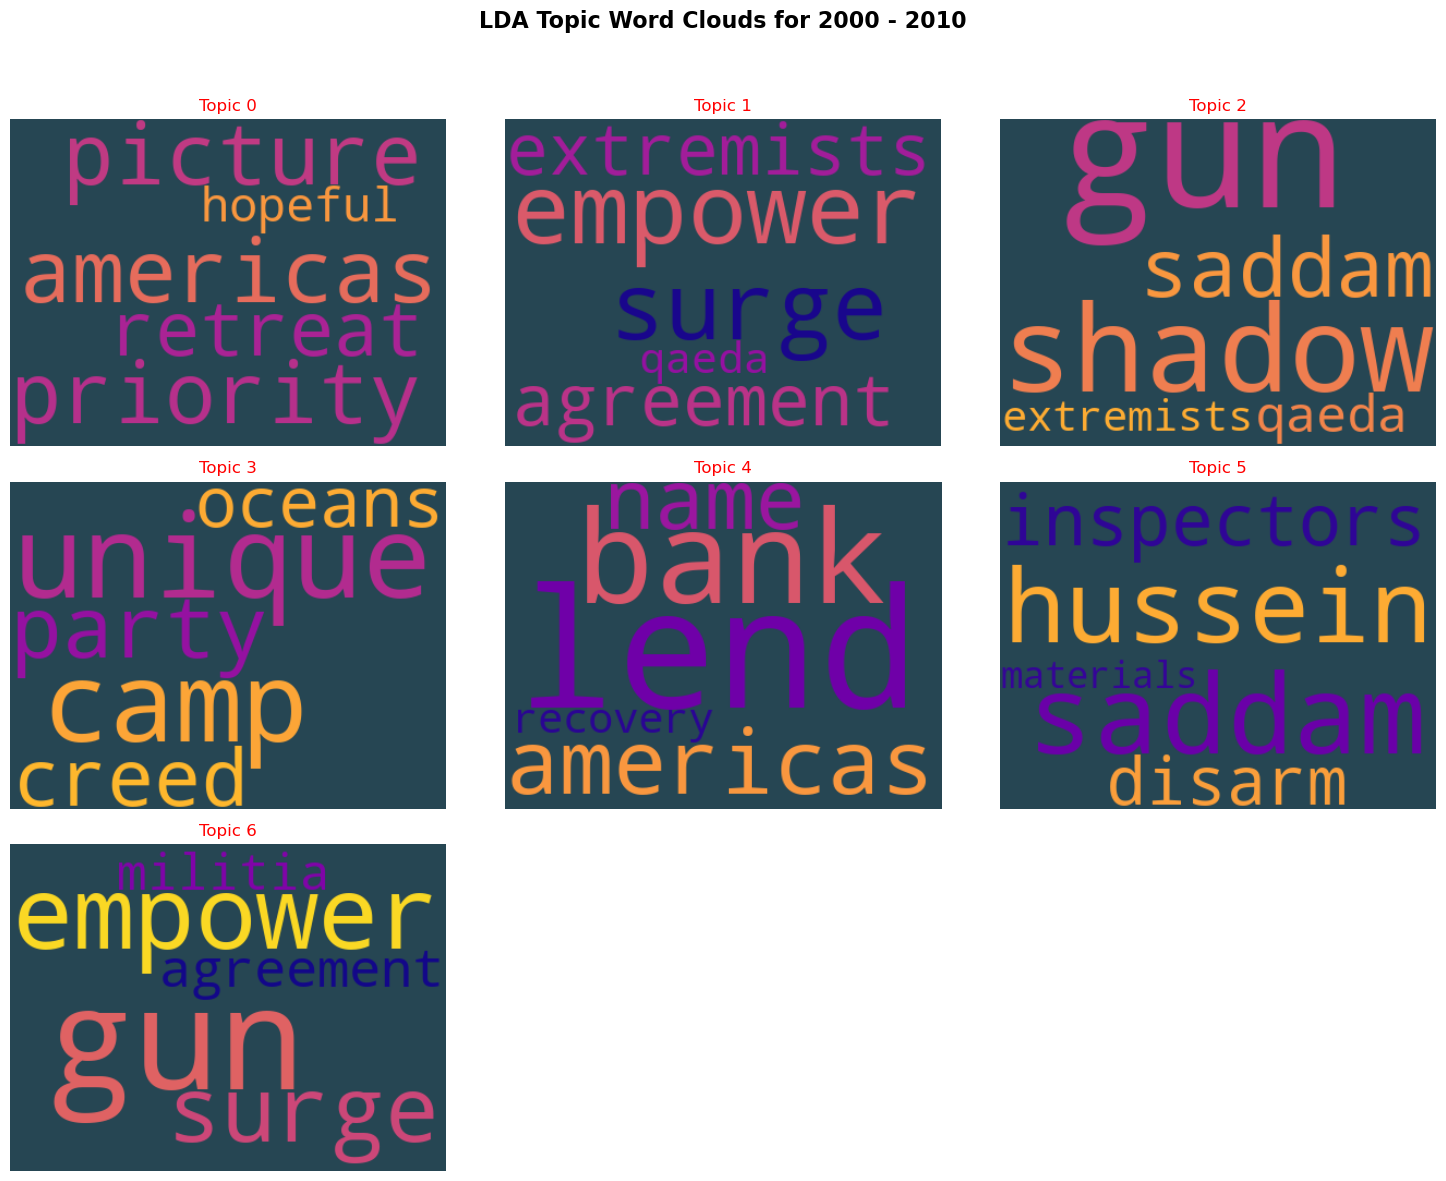 LDA Topic Word Clouds for 2000 - 2010
Topic 0
picture
hopeful
americas
retreat
priority
Topic 1
extremists
empower
surge
qaeda
agreement
Topic 2
gun
saddam
shadow
extremists qaeda
Topic 3
oceans
unique
party
camp
creed
Topic 4
name
bank
lend
recovery
americas
Topic 5
inspectors
hussein
materials
saddam
disarm
Topic 6
militia
empower
agreement
gun
surge